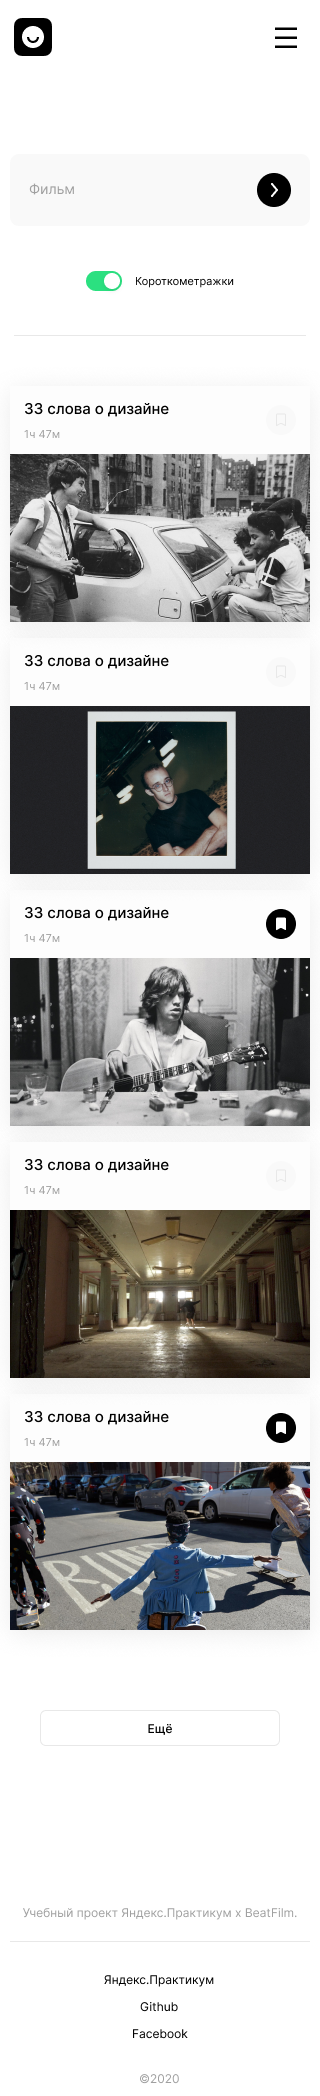 Фильм
Короткометражки
33 слова о дизайне
1ч 47м
33 слова о дизайне
1ч 47м
33 слова о дизайне
1ч 47м
33 слова о дизайне
1ч 47м
33 слова о дизайне
1ч 47м
RUN
Ещё
Учебный проект Яндекс.Практикум х BeatFilm.
Яндекс.Практикум
Github
Facebook
©2020